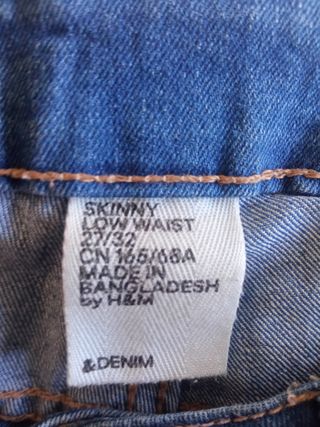 SKINNY
LOW WAIST
27/32
CN 165/68A
MADE IN
BANGLADESH
By H&M
&DENIM